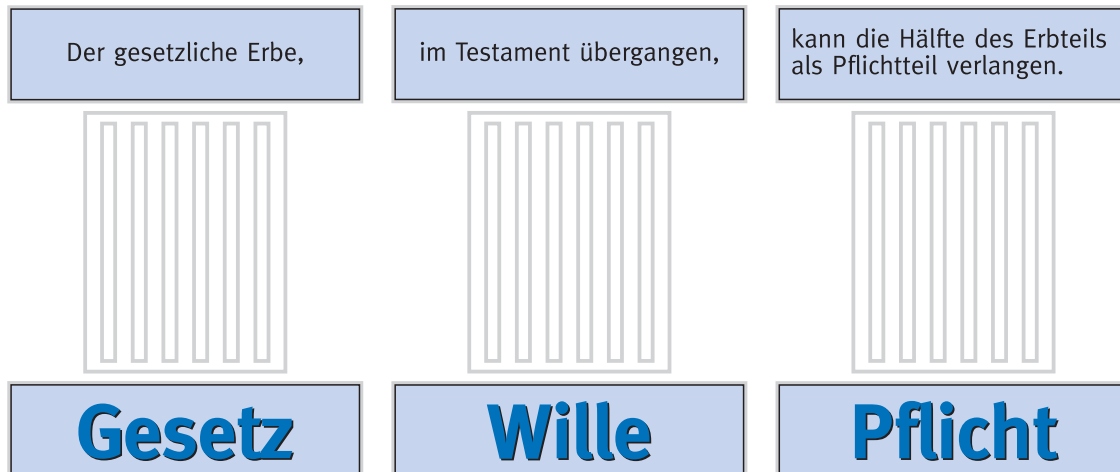 Der gesetzliche Erbe,
im Testament übergangen,
kann die Hälfte des Erbteils
als Pflichtteil verlangen.
Gesetz
Wille
Pflicht